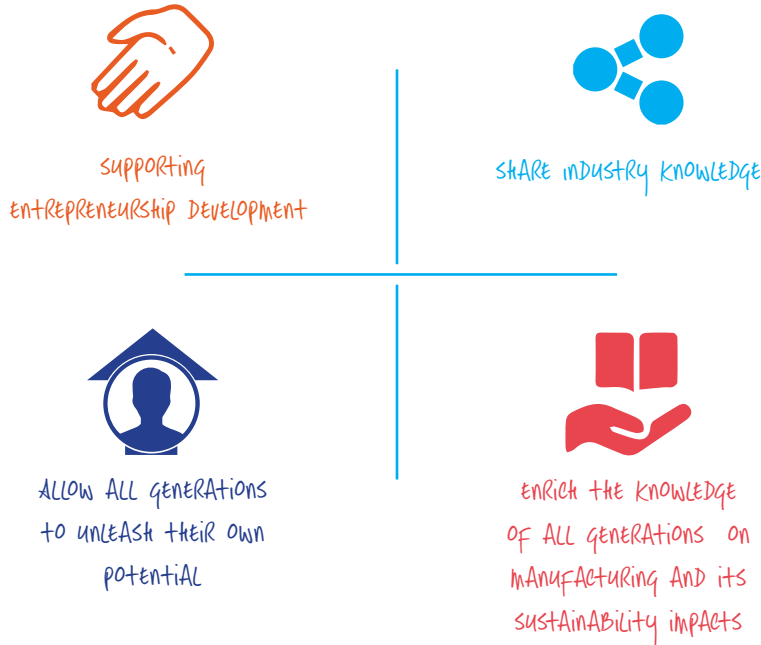 SUPPORTING
ENTREPRENEURSHIP DEVELOPMENT
SHARE INDUSTRY KNOWLEDGE
ALLOW ALL GENERATIONS
TO UNLEASH THEIR OWN
POTENTIAL
ENRICH THE KNOWLEDGE
OF ALL GENERATIONS ON
MANUFACTURING AND ITS
SUSTAINABILITY IMPACTS